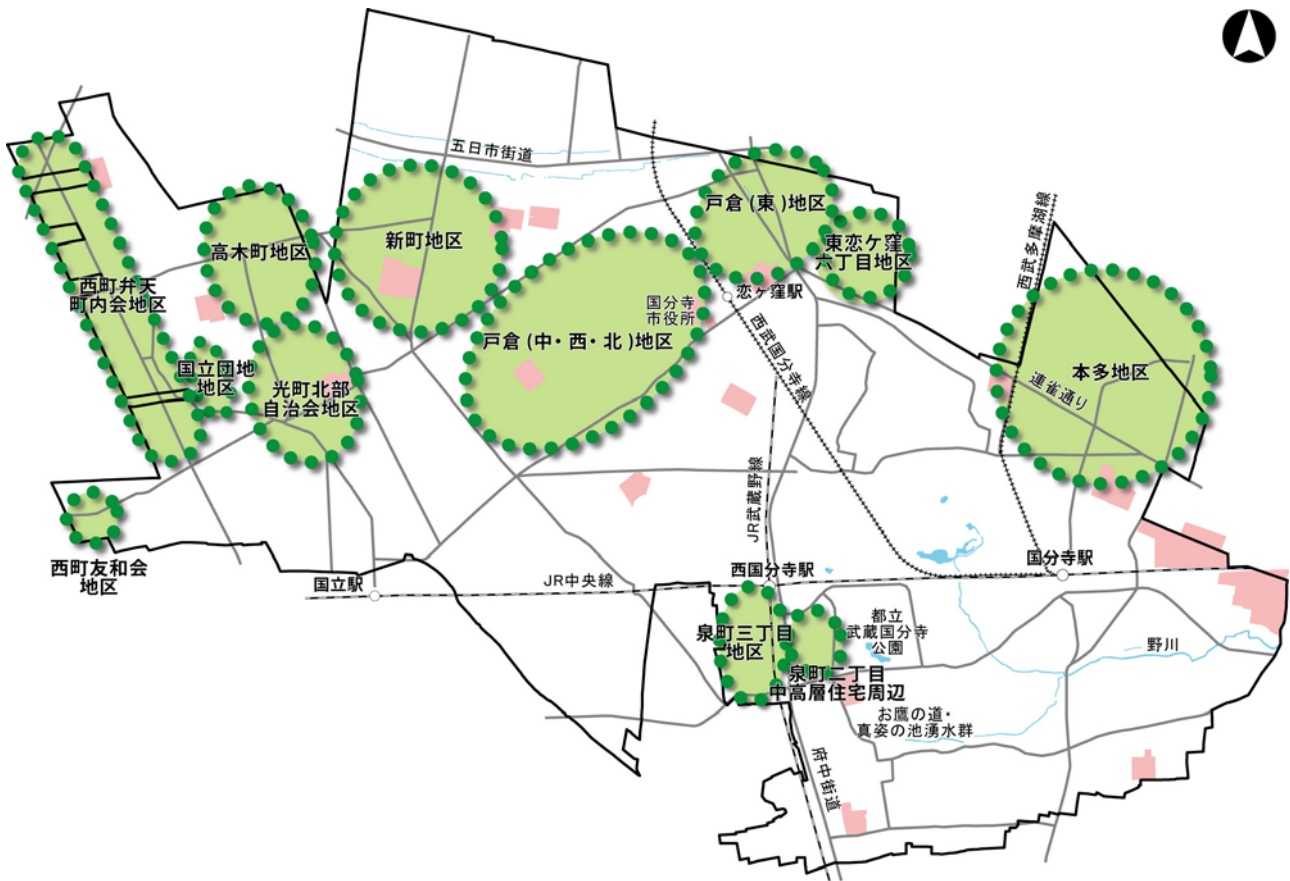 五日市街道
西武多摩湖線
戸倉(東)地区
高木町地区
新町地区
東恋ケ窪
六丁目地区
西町弁天
町内会地区
恋ヶ窪駅
国分寺
市役所
西武国分寺線
戸倉(中・西・北)地区
国立団地
地区
光町北部
自治会地区
本多地区
連雀通り
JR武蔵野線
西町友和会
地区
国立駅
JR中央線
西国分寺駅
国分寺駅
泉町三丁目
地区
都立
武蔵国分寺
公園
野川
泉町二丁目
中高層住宅周辺
お鷹の道・
真姿の池湧水群
府中街道